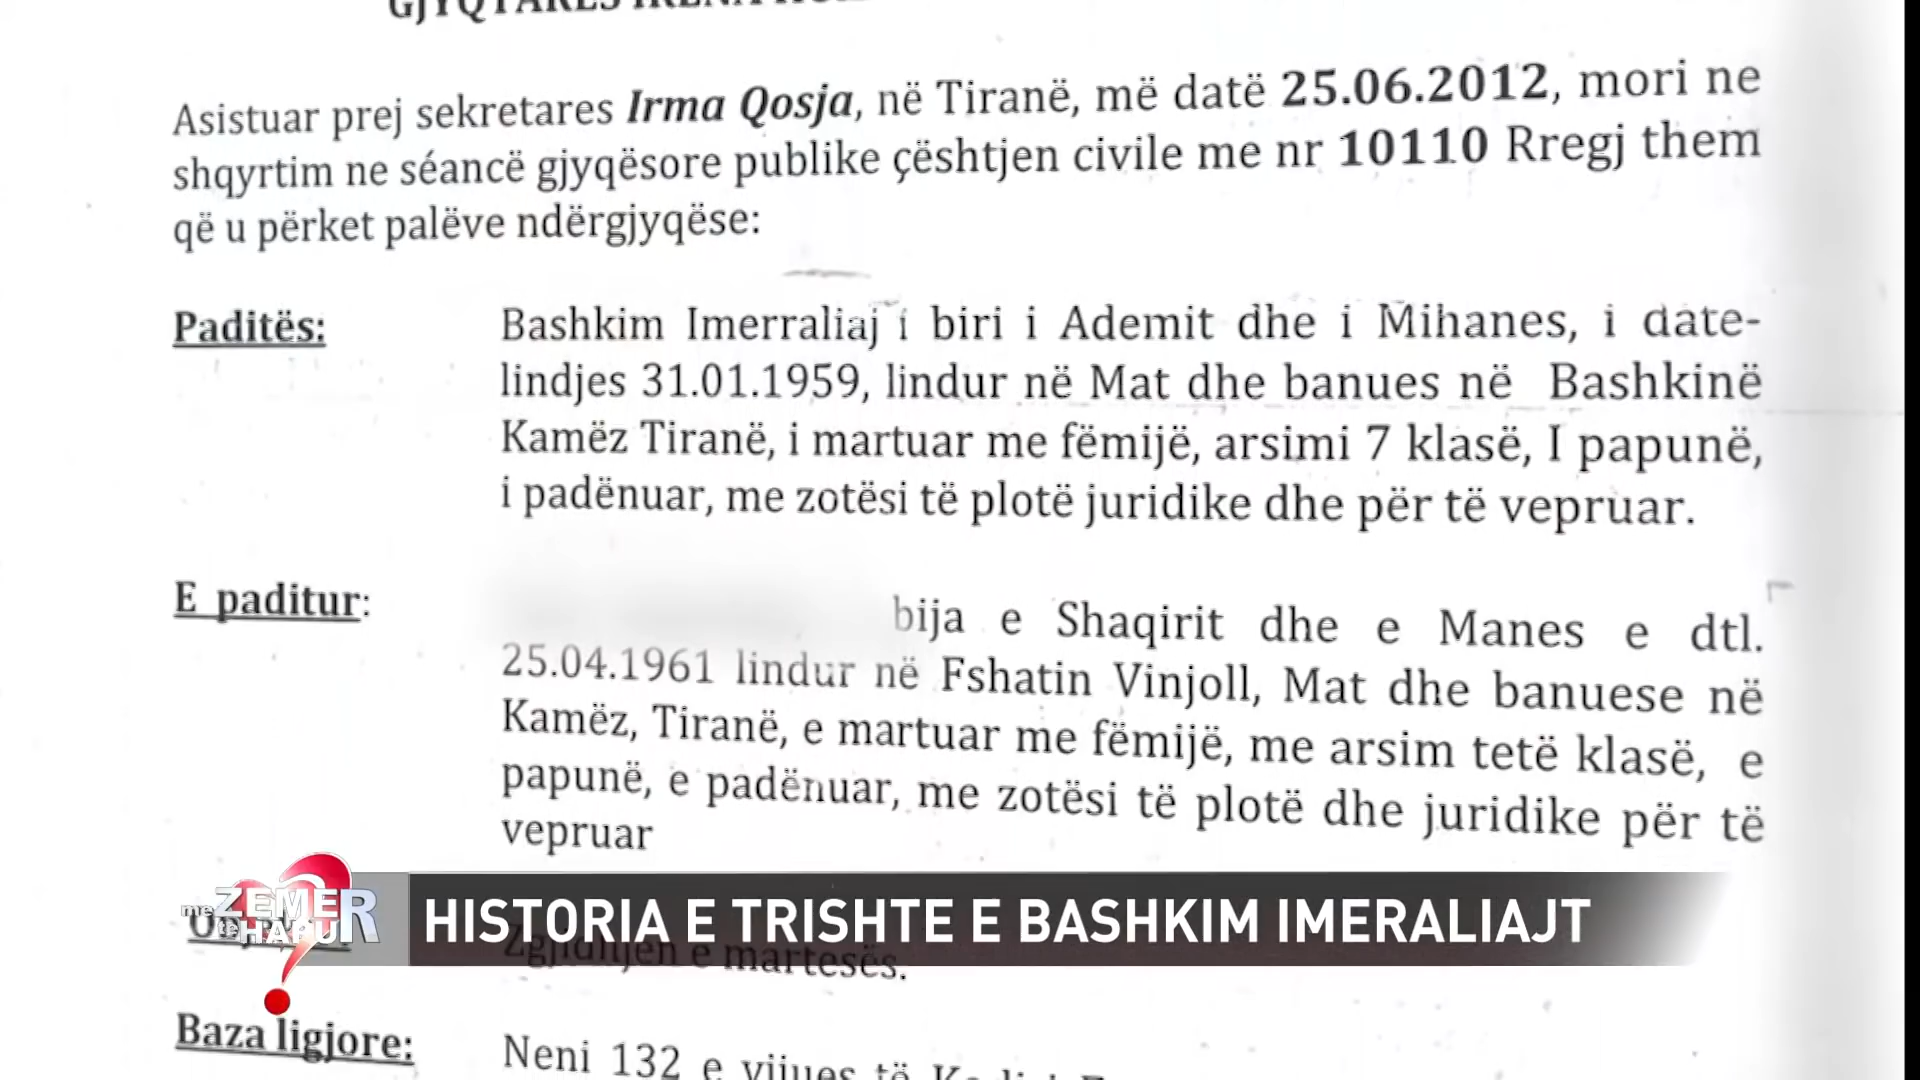 GJYQTARES IRENA
Asistuar prej sekretares Irma Qosja, në Tiranë, më datë 25.06.2012, mori ne
shqyrtim ne séancë gjyqësore publike çështjen civile me nr 10110 Rregj them
që u përket palëve ndërgjyqëse:
Paditës: Bashkim Imerraliaj i biri i Ademit dhe i Mihanes, i date-
lindjes 31.01.1959, lindur në Mat dhe banues në Bashkinë
Kamëz Tiranë, i martuar me fëmijë, arsimi 7 klasë, I papunë,
i padënuar, me zotësi të plotë juridike dhe për të vepruar.
E paditur: bija e Shaqirit dhe e Manes e dtl.
25.04.1961 lindur në Fshatin Vinjoll, Mat dhe banuese në
Kamëz, Tiranë, e martuar me fëmijë, me arsim tetë klasë, e
papunë, e padënuar, me zotësi të plotë dhe juridike për të
vepruar
me ZEMER
të HAPUR
HISTORIA E TRISHTE E BASHKIM IMERALIAJT
Zgjidhjen e martesës.
Baza ligjore: Neni 132 e vijues të